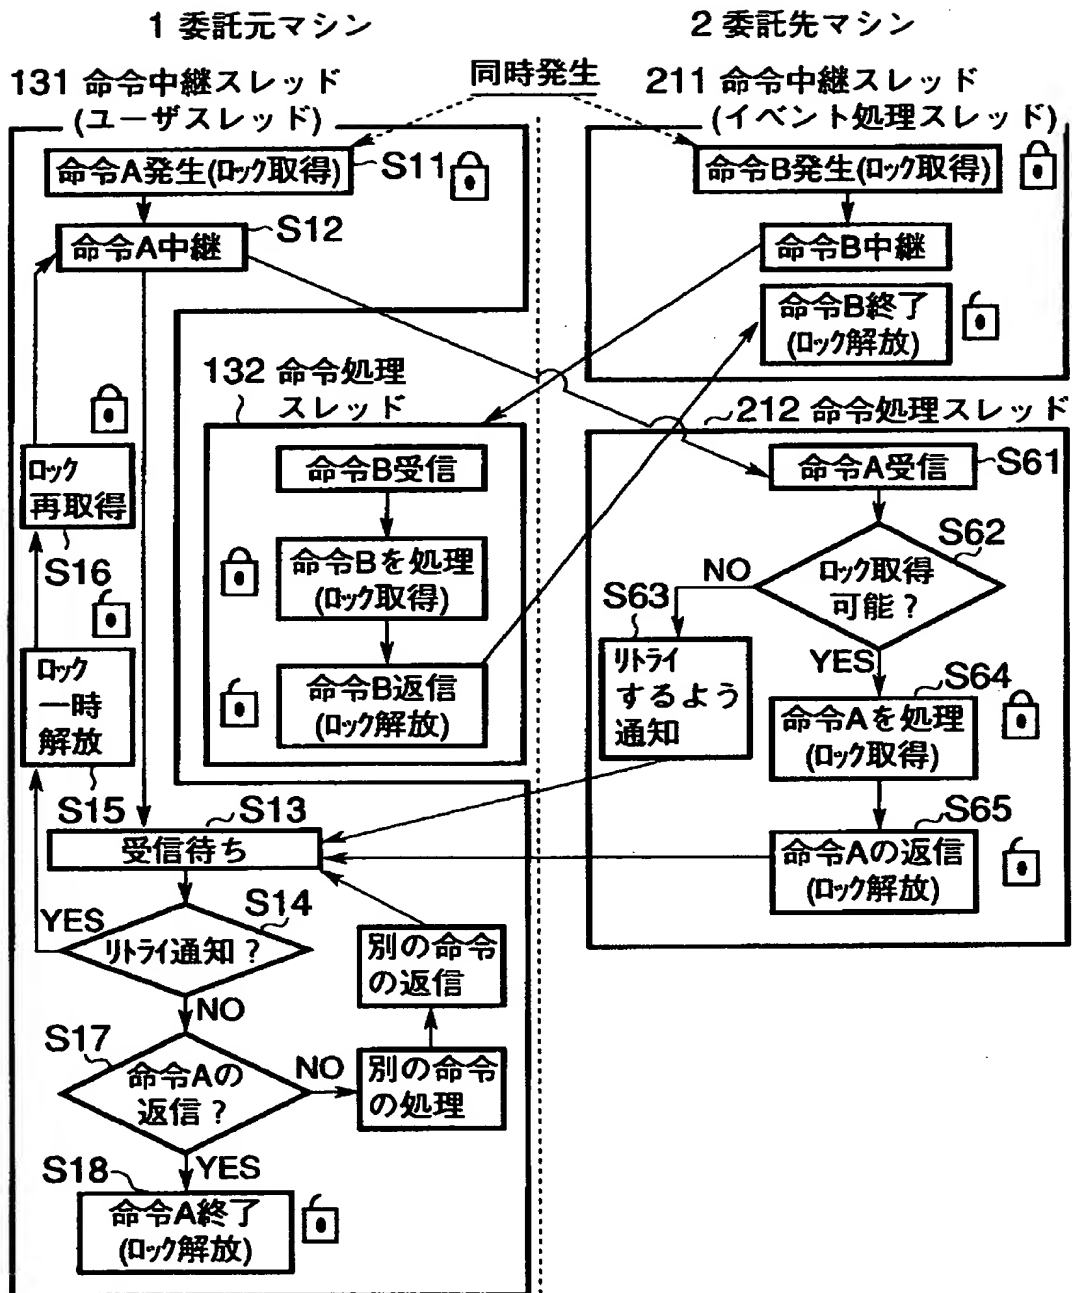 1 委託元マシン
2 委託先マシン
131 命令中継スレッド
(ユーザスレッド)
同時発生
211 命令中継スレッド
(イベント処理スレッド)
命令A発生(ロック取得)
S11
命令A中継
S12
命令B発生(ロック取得)
命令B中継
命令B終了
(ロック解放)
132 命令処理
スレッド
命令B受信
命令Bを処理
(ロック取得)
命令B返信
(ロック解放)
212 命令処理スレッド
命令A受信
S61
ロック取得
可能？
S62
NO
YES
S63
リトライ
するよう
通知
S64
命令Aを処理
(ロック取得)
S65
命令Aの返信
(ロック解放)
ロック
再取得
S16
ロック
一時
解放
S15
S13
受信待ち
S14
リトライ通知？
YES
NO
S17
命令Aの
返信？
NO
YES
別の命令
の返信
別の命令
の処理
S18
命令A終了
(ロック解放)